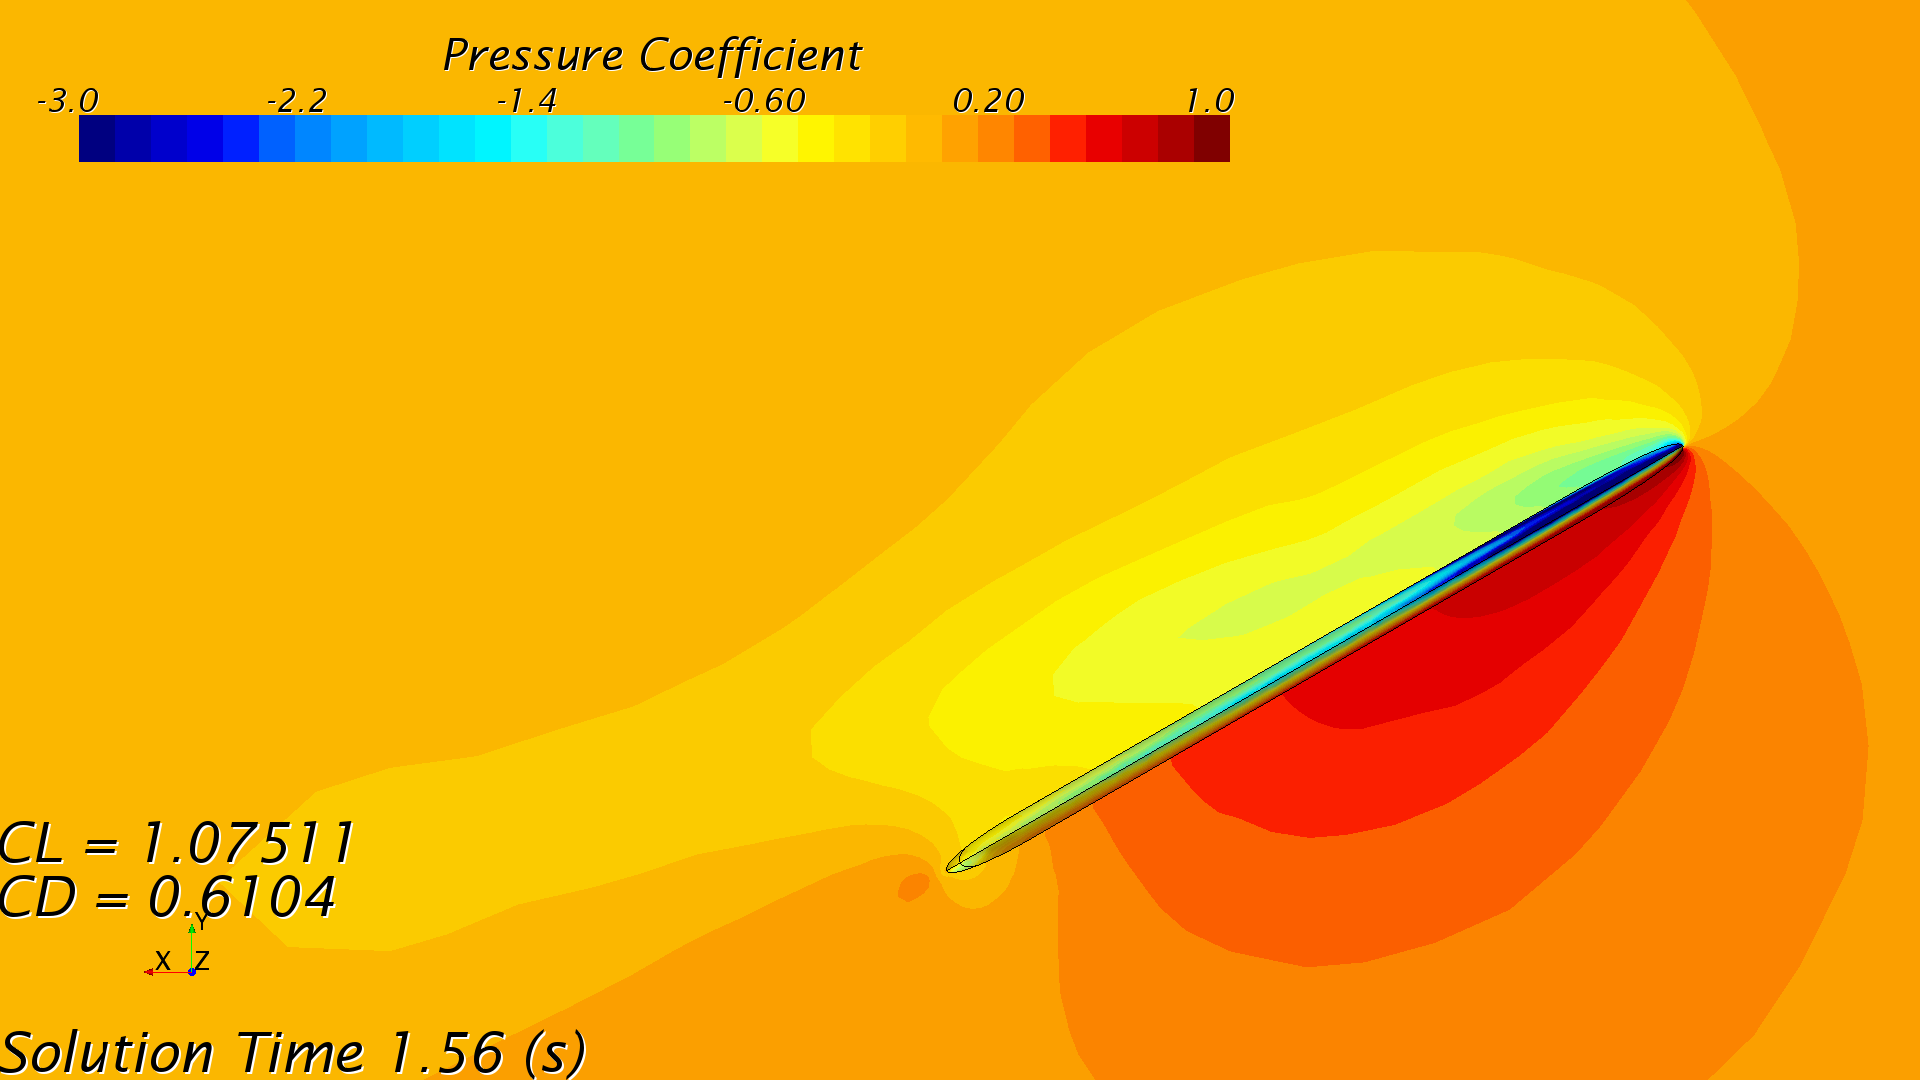 Pressure Coefficient
-3.0 -2.2 -1.4 -0.60 0.20 1.0
CL = 1.07511
CD = 0.6104
Y
X Z
Solution Time 1.56 (s)